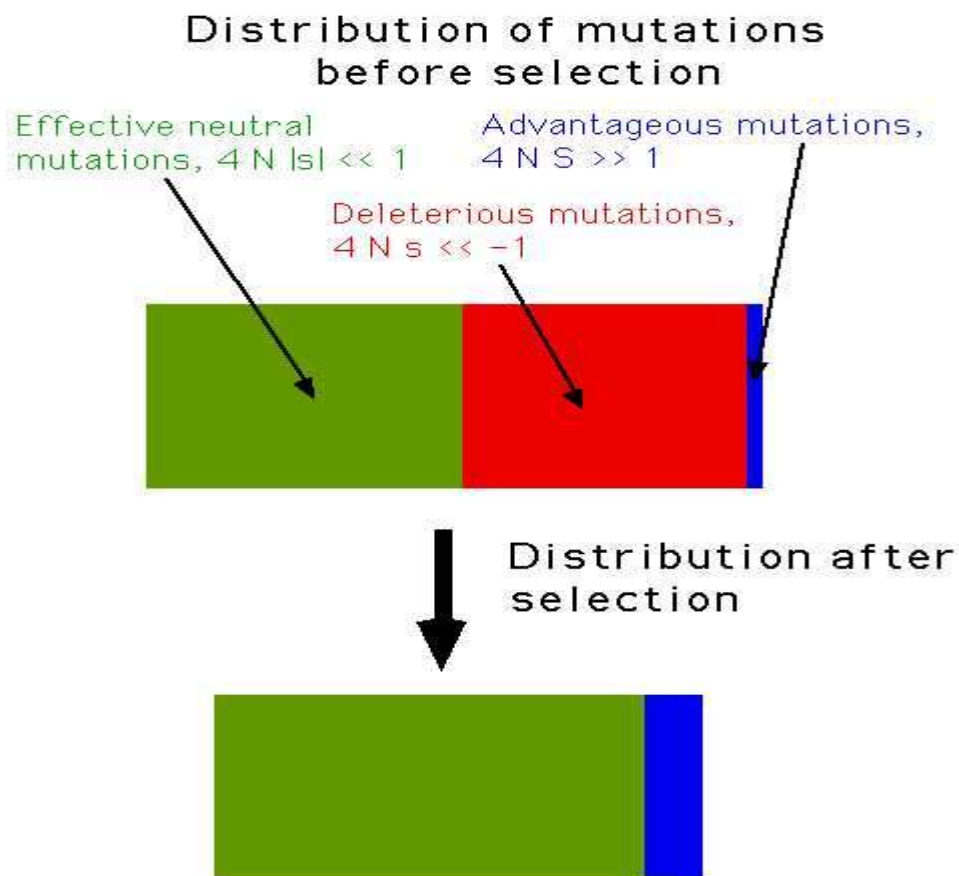 Distribution of mutations
before selection
Effective neutral
mutations, 4 N |s| << 1
Advantageous mutations,
4 N S >> 1
Deleterious mutations,
4 N s << -1
Distribution after
selection